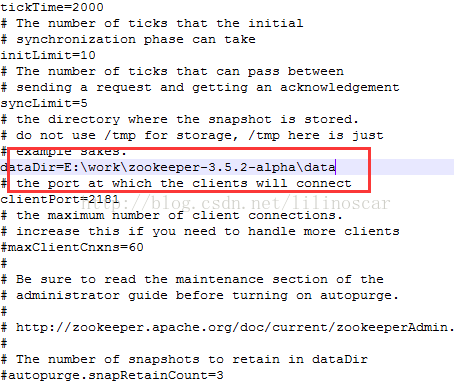 tickTime=2000
# The number of ticks that the initial
# synchronization phase can take
initLimit=10
# The number of ticks that can pass between
# sending a request and getting an acknowledgement
syncLimit=5
# the directory where the snapshot is stored.
# do not use /tmp for storage, /tmp here is just
# example sakes.
dataDir=E:\work\zookeeper-3.5.2-alpha\data
# the port at which the clients will connect
clientPort=2181
http://blog.csdn.net/lilinoscar
# the maximum number of client connections.
# increase this if you need to handle more clients
#maxClientCnxns=60
#
# Be sure to read the maintenance section of the
# administrator guide before turning on autopurge.
#
# http://zookeeper.apache.org/doc/current/zookeeperAdmin.
#
# The number of snapshots to retain in dataDir
#autopurge.snapRetainCount=3